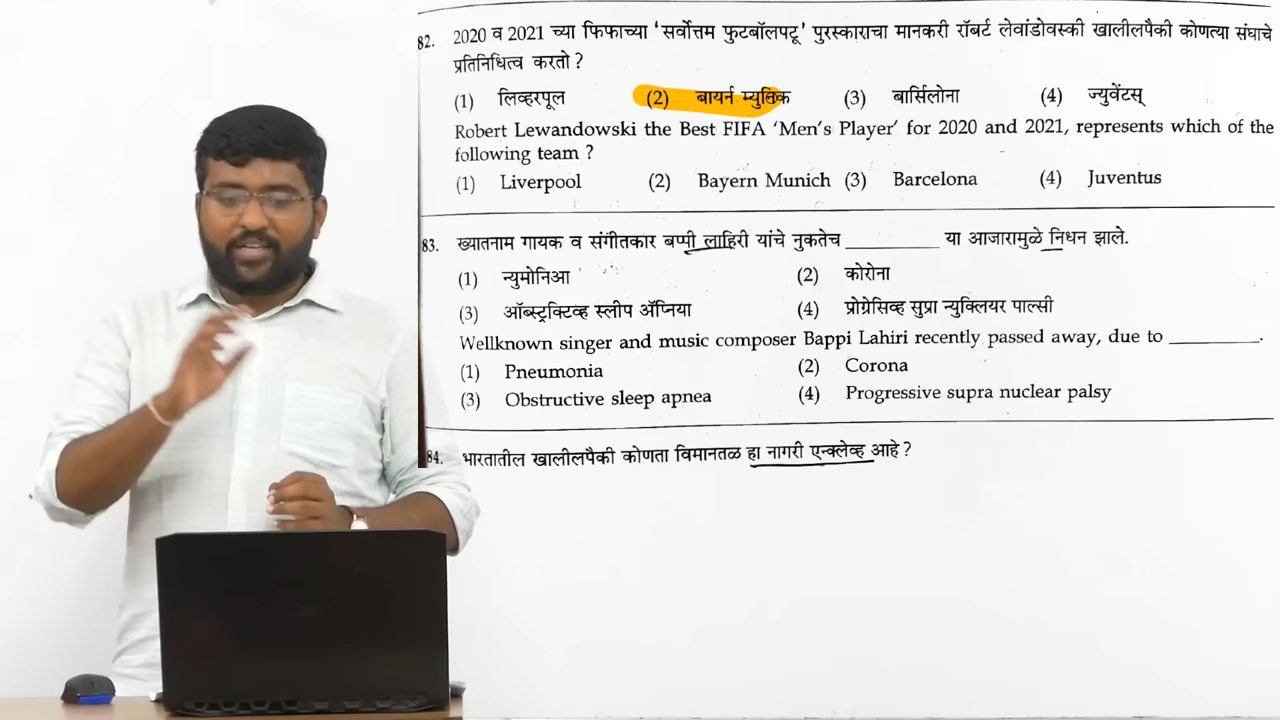 82. 2020 व 2021 च्या फिफाच्या ‘सर्वोत्तम फुटबॉलपटू’ पुरस्काराचा मानकरी रॉबर्ट लेवांडोवस्की खालीलपैकी कोणत्या संघाचे
प्रतिनिधित्व करतो ?
(1) लिव्हरपूल (2) बायर्न म्युनिक (3) बार्सिलोना (4) ज्युवेंटस्
Robert Lewandowski the Best FIFA ‘Men’s Player’ for 2020 and 2021, represents which of the
following team ?
(1) Liverpool (2) Bayern Munich (3) Barcelona (4) Juventus
83. ख्यातनाम गायक व संगीतकार बप्पी लाहिरी यांचे नुकतेच ________ या आजारामुळे निधन झाले.
(1) न्युमोनिआ (2) कोरोना
(3) ऑब्स्ट्रक्टिव्ह स्लीप ॲप्निया (4) प्रोग्रेसिव्ह सुप्रा न्युक्लियर पाल्सी
Wellknown singer and music composer Bappi Lahiri recently passed away, due to ________.
(1) Pneumonia (2) Corona
(3) Obstructive sleep apnea (4) Progressive supra nuclear palsy
84. भारतातील खालीलपैकी कोणता विमानतळ हा नागरी एन्क्लेव्ह आहे ?